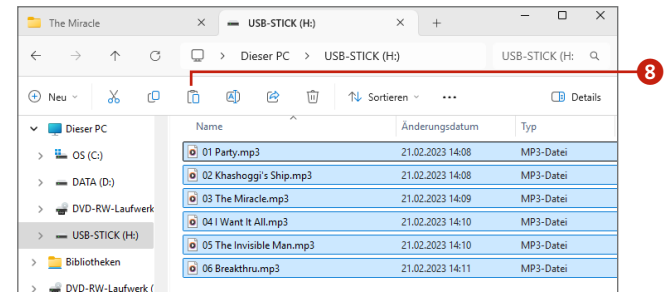 The Miracle
USB-STICK (H:)
Dieser PC > USB-STICK (H:)
USB-STICK (H:
8
Neu
Sortieren
Details
Dieser PC
OS (C:)
DATA (D:)
DVD-RW-Laufwerk
USB-STICK (H:)
Bibliotheken
DVD-RW-Laufwerk (
Name Änderungsdatum Typ
01 Party.mp3 21.02.2023 14:08 MP3-Datei
02 Khashoggi's Ship.mp3 21.02.2023 14:08 MP3-Datei
03 The Miracle.mp3 21.02.2023 14:09 MP3-Datei
04 I Want It All.mp3 21.02.2023 14:10 MP3-Datei
05 The Invisible Man.mp3 21.02.2023 14:10 MP3-Datei
06 Breakthru.mp3 21.02.2023 14:11 MP3-Datei